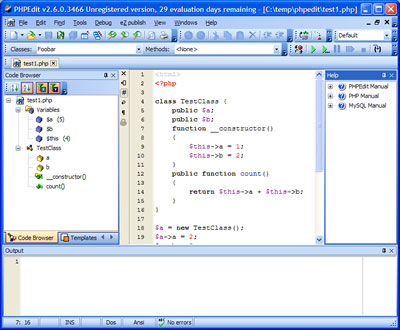 PHPEdit v2.6.0.3466 Unregistered version, 29 evaluation days remaining - [C:\temp\phpedit\test1.php]
File Edit Find Tools Debug eZ publish View Window ? Default
Classes: Foobar Methods: <None>
test1.php
Code Browser
test1.php
Variables
$a (5)
$b
$this (4)
TestClass
a
b
__constructor()
count()
Code Browser Templates
1 <html>
2 <?php
3
4 class TestClass {
5 public $a;
6 public $b;
7 function __constructor()
8 {
9 $this->a = 1;
10 $this->b = 2;
11 }
12 public function count()
13 {
14 return $this->a + $this->b;
15 }
16 }
17
18 $a = new TestClass();
19 $a->a = 2;
Help
PHPEdit Manual
PHP Manual
MySQL Manual
Output
1
7: 16 INS Dos Ansi No errors